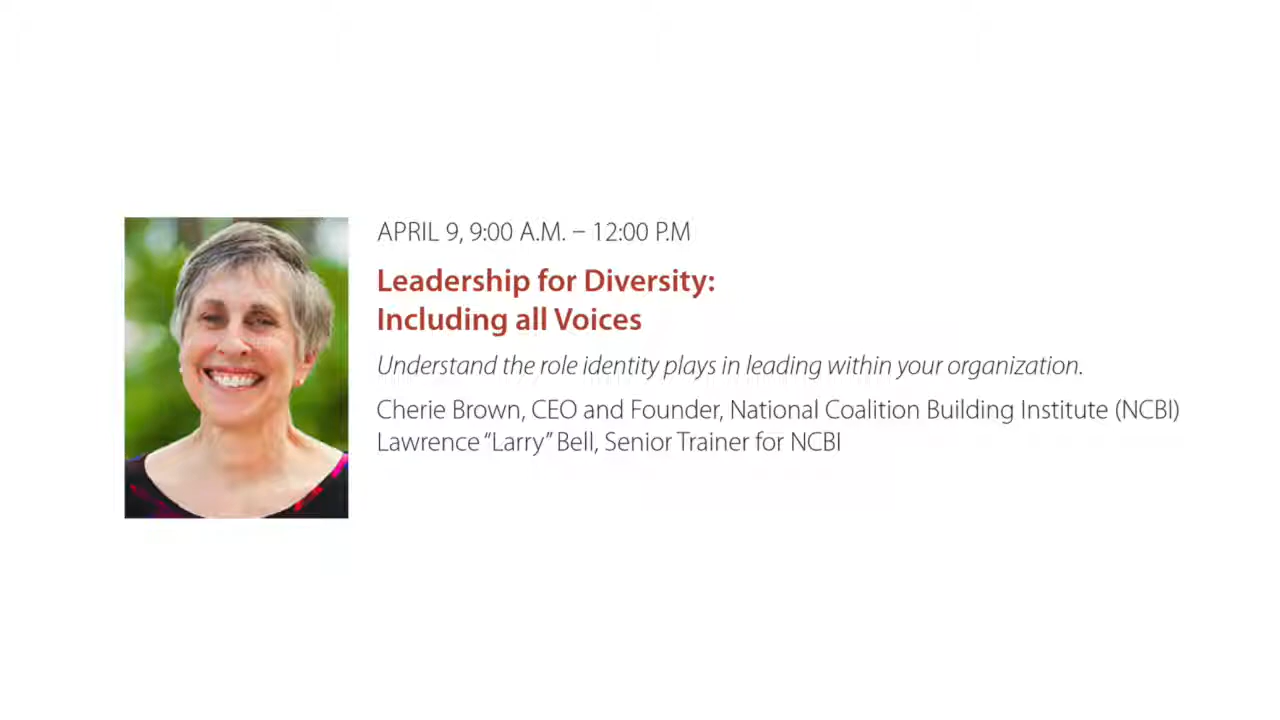 APRIL 9, 9:00 A.M. – 12:00 P.M
Leadership for Diversity:
Including all Voices
Understand the role identity plays in leading within your organization.
Cherie Brown, CEO and Founder, National Coalition Building Institute (NCBI)
Lawrence “Larry” Bell, Senior Trainer for NCBI